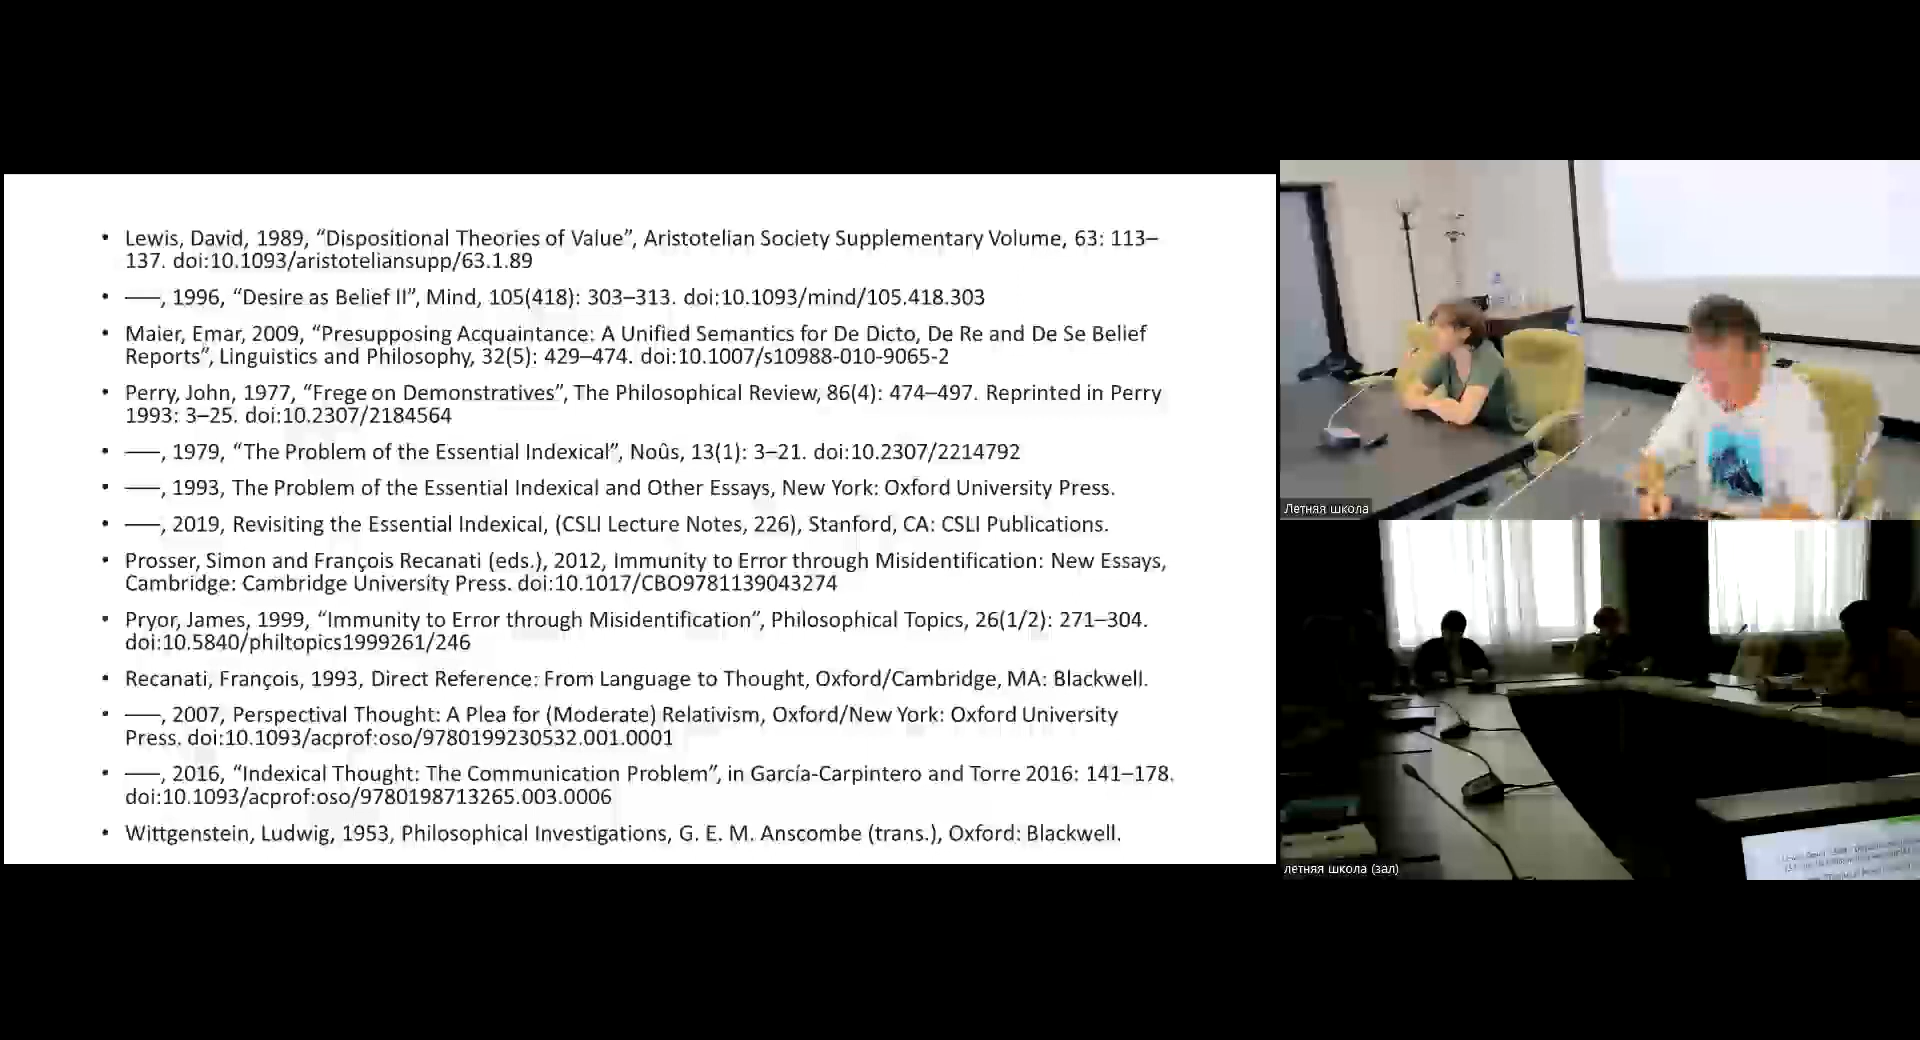 • Lewis, David, 1989, “Dispositional Theories of Value”, Aristotelian Society Supplementary Volume, 63: 113–
137. doi:10.1093/aristoteliansupp/63.1.89
• ——, 1996, “Desire as Belief II”, Mind, 105(418): 303–313. doi:10.1093/mind/105.418.303
• Maier, Emar, 2009, “Presupposing Acquaintance: A Unified Semantics for De Dicto, De Re and De Se Belief
Reports”, Linguistics and Philosophy, 32(5): 429–474. doi:10.1007/s10988-010-9065-2
• Perry, John, 1977, “Frege on Demonstratives”, The Philosophical Review, 86(4): 474–497. Reprinted in Perry
1993: 3–25. doi:10.2307/2184564
• ——, 1979, “The Problem of the Essential Indexical”, Noûs, 13(1): 3–21. doi:10.2307/2214792
• ——, 1993, The Problem of the Essential Indexical and Other Essays, New York: Oxford University Press.
• ——, 2019, Revisiting the Essential Indexical, (CSLI Lecture Notes, 226), Stanford, CA: CSLI Publications.
• Prosser, Simon and François Recanati (eds.), 2012, Immunity to Error through Misidentification: New Essays,
Cambridge: Cambridge University Press. doi:10.1017/CBO9781139043274
• Pryor, James, 1999, “Immunity to Error through Misidentification”, Philosophical Topics, 26(1/2): 271–304.
doi:10.5840/philtopics1999261/246
• Recanati, François, 1993, Direct Reference: From Language to Thought, Oxford/Cambridge, MA: Blackwell.
• ——, 2007, Perspectival Thought: A Plea for (Moderate) Relativism, Oxford/New York: Oxford University
Press. doi:10.1093/acprof:oso/9780199230532.001.0001
• ——, 2016, “Indexical Thought: The Communication Problem”, in García-Carpintero and Torre 2016: 141–178.
doi:10.1093/acprof:oso/9780198713265.003.0006
• Wittgenstein, Ludwig, 1953, Philosophical Investigations, G. E. M. Anscombe (trans.), Oxford: Blackwell.
Летняя школа
летняя школа (зал)